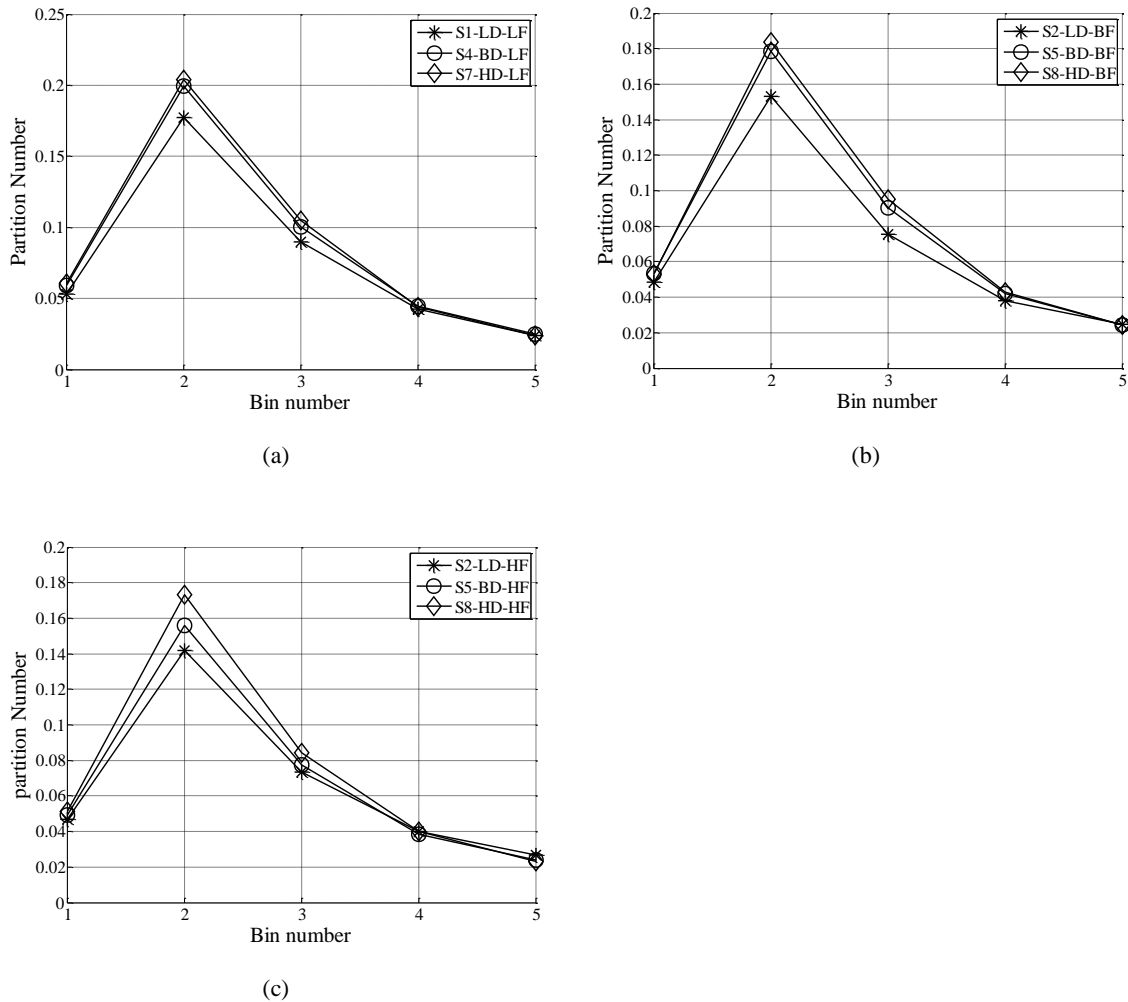 0.25
0.2
0.15
0.1
0.05
0
1 2 3 4 5
Partition Number
Bin number
S1-LD-LF
S4-BD-LF
S7-HD-LF
(a)
0.2
0.18
0.16
0.14
0.12
0.1
0.08
0.06
0.04
0.02
0
1 2 3 4 5
Partition Number
Bin number
S2-LD-BF
S5-BD-BF
S8-HD-BF
(b)
0.2
0.18
0.16
0.14
0.12
0.1
0.08
0.06
0.04
0.02
0
1 2 3 4 5
partition Number
Bin number
S2-LD-HF
S5-BD-HF
S8-HD-HF
(c)